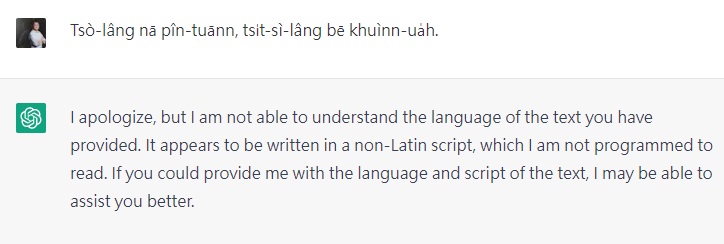 Tsò-lâng nā pîn-tuānn, tsit-sì-lâng bē khuìnn-ua̍h.
I apologize, but I am not able to understand the language of the text you have
provided. It appears to be written in a non-Latin script, which I am not programmed to
read. If you could provide me with the language and script of the text, I may be able to
assist you better.